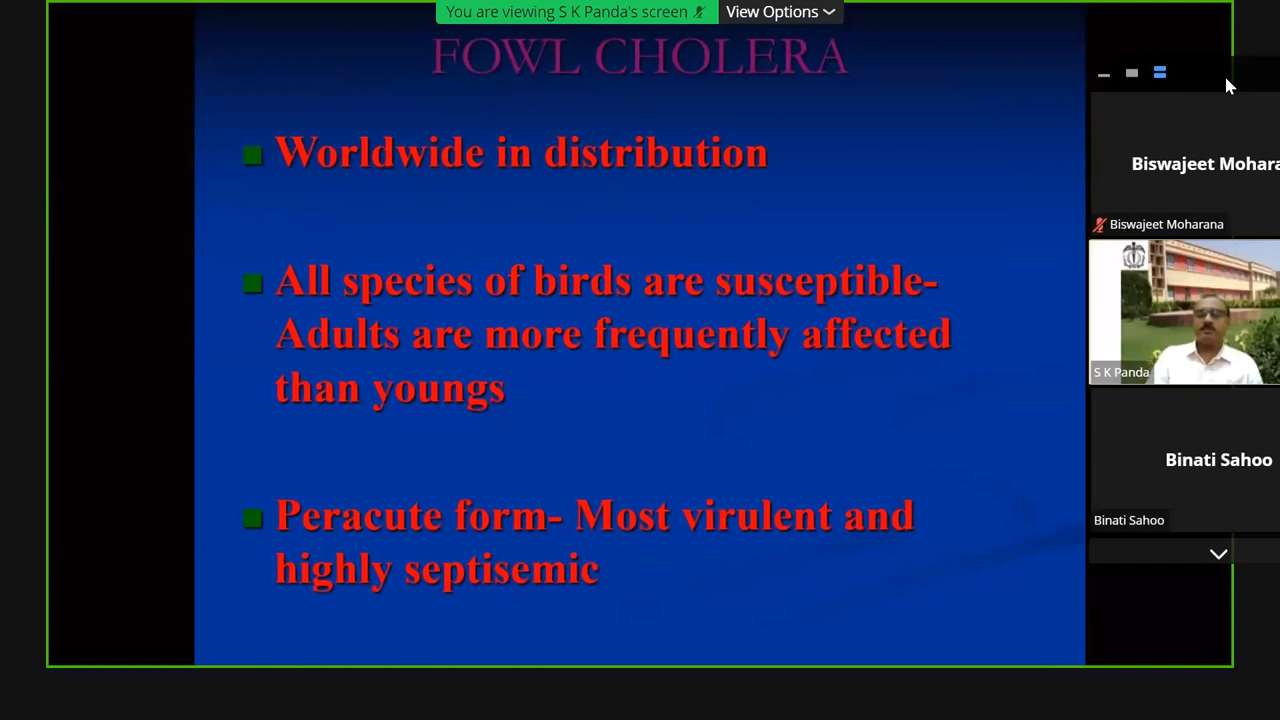 You are viewing S K Panda's screen
View Options
FOWL CHOLERA
Worldwide in distribution
All species of birds are susceptible-
Adults are more frequently affected
than youngs
Peracute form- Most virulent and
highly septisemic
Biswajeet Mohara
Biswajeet Moharana
S K Panda
Binati Sahoo
Binati Sahoo